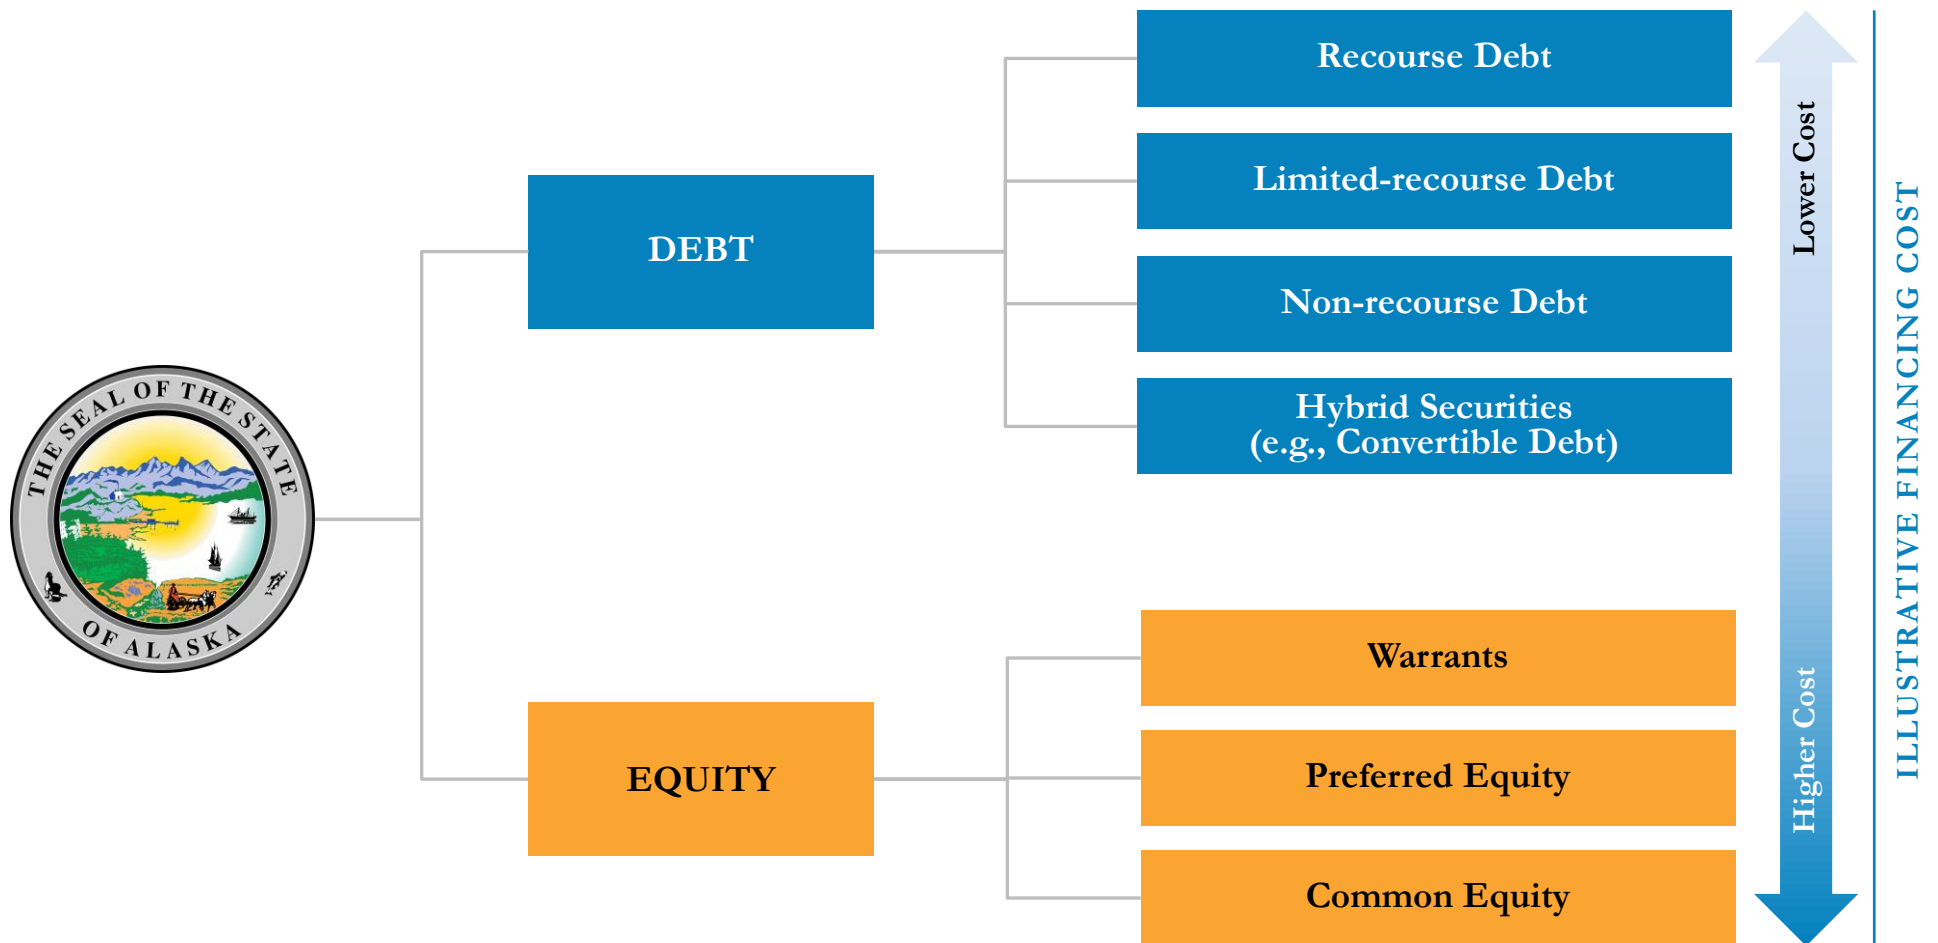 THE SEAL OF THE STATE
OF ALASKA
DEBT
EQUITY
Recourse Debt
Limited-recourse Debt
Non-recourse Debt
Hybrid Securities
(e.g., Convertible Debt)
Warrants
Preferred Equity
Common Equity
Lower Cost
Higher Cost
ILLUSTRATIVE FINANCING COST